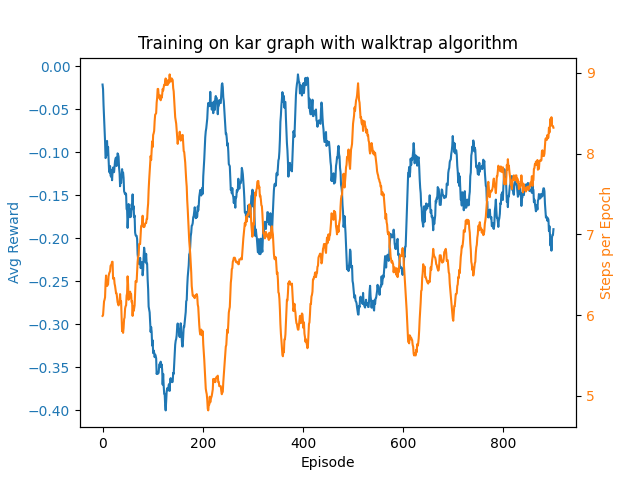 Training on kar graph with walktrap algorithm
0.00
−0.05
−0.10
−0.15
−0.20
−0.25
−0.30
−0.35
−0.40
Avg Reward
9
8
7
6
5
Steps per Epoch
0 200 400 600 800
Episode